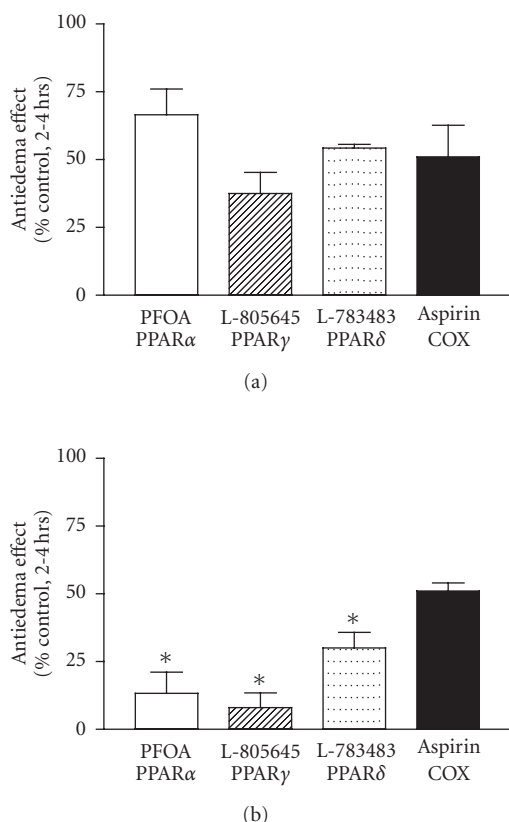 Antiedema effect
(% control, 2-4 hrs)
100
75
50
25
0
PFOA L-805645 L-783483 Aspirin
PPARα PPARγ PPARδ COX
(a)
Antiedema effect
(% control, 2-4 hrs)
100
75
50
25
0
* * *
PFOA L-805645 L-783483 Aspirin
PPARα PPARγ PPARδ COX
(b)